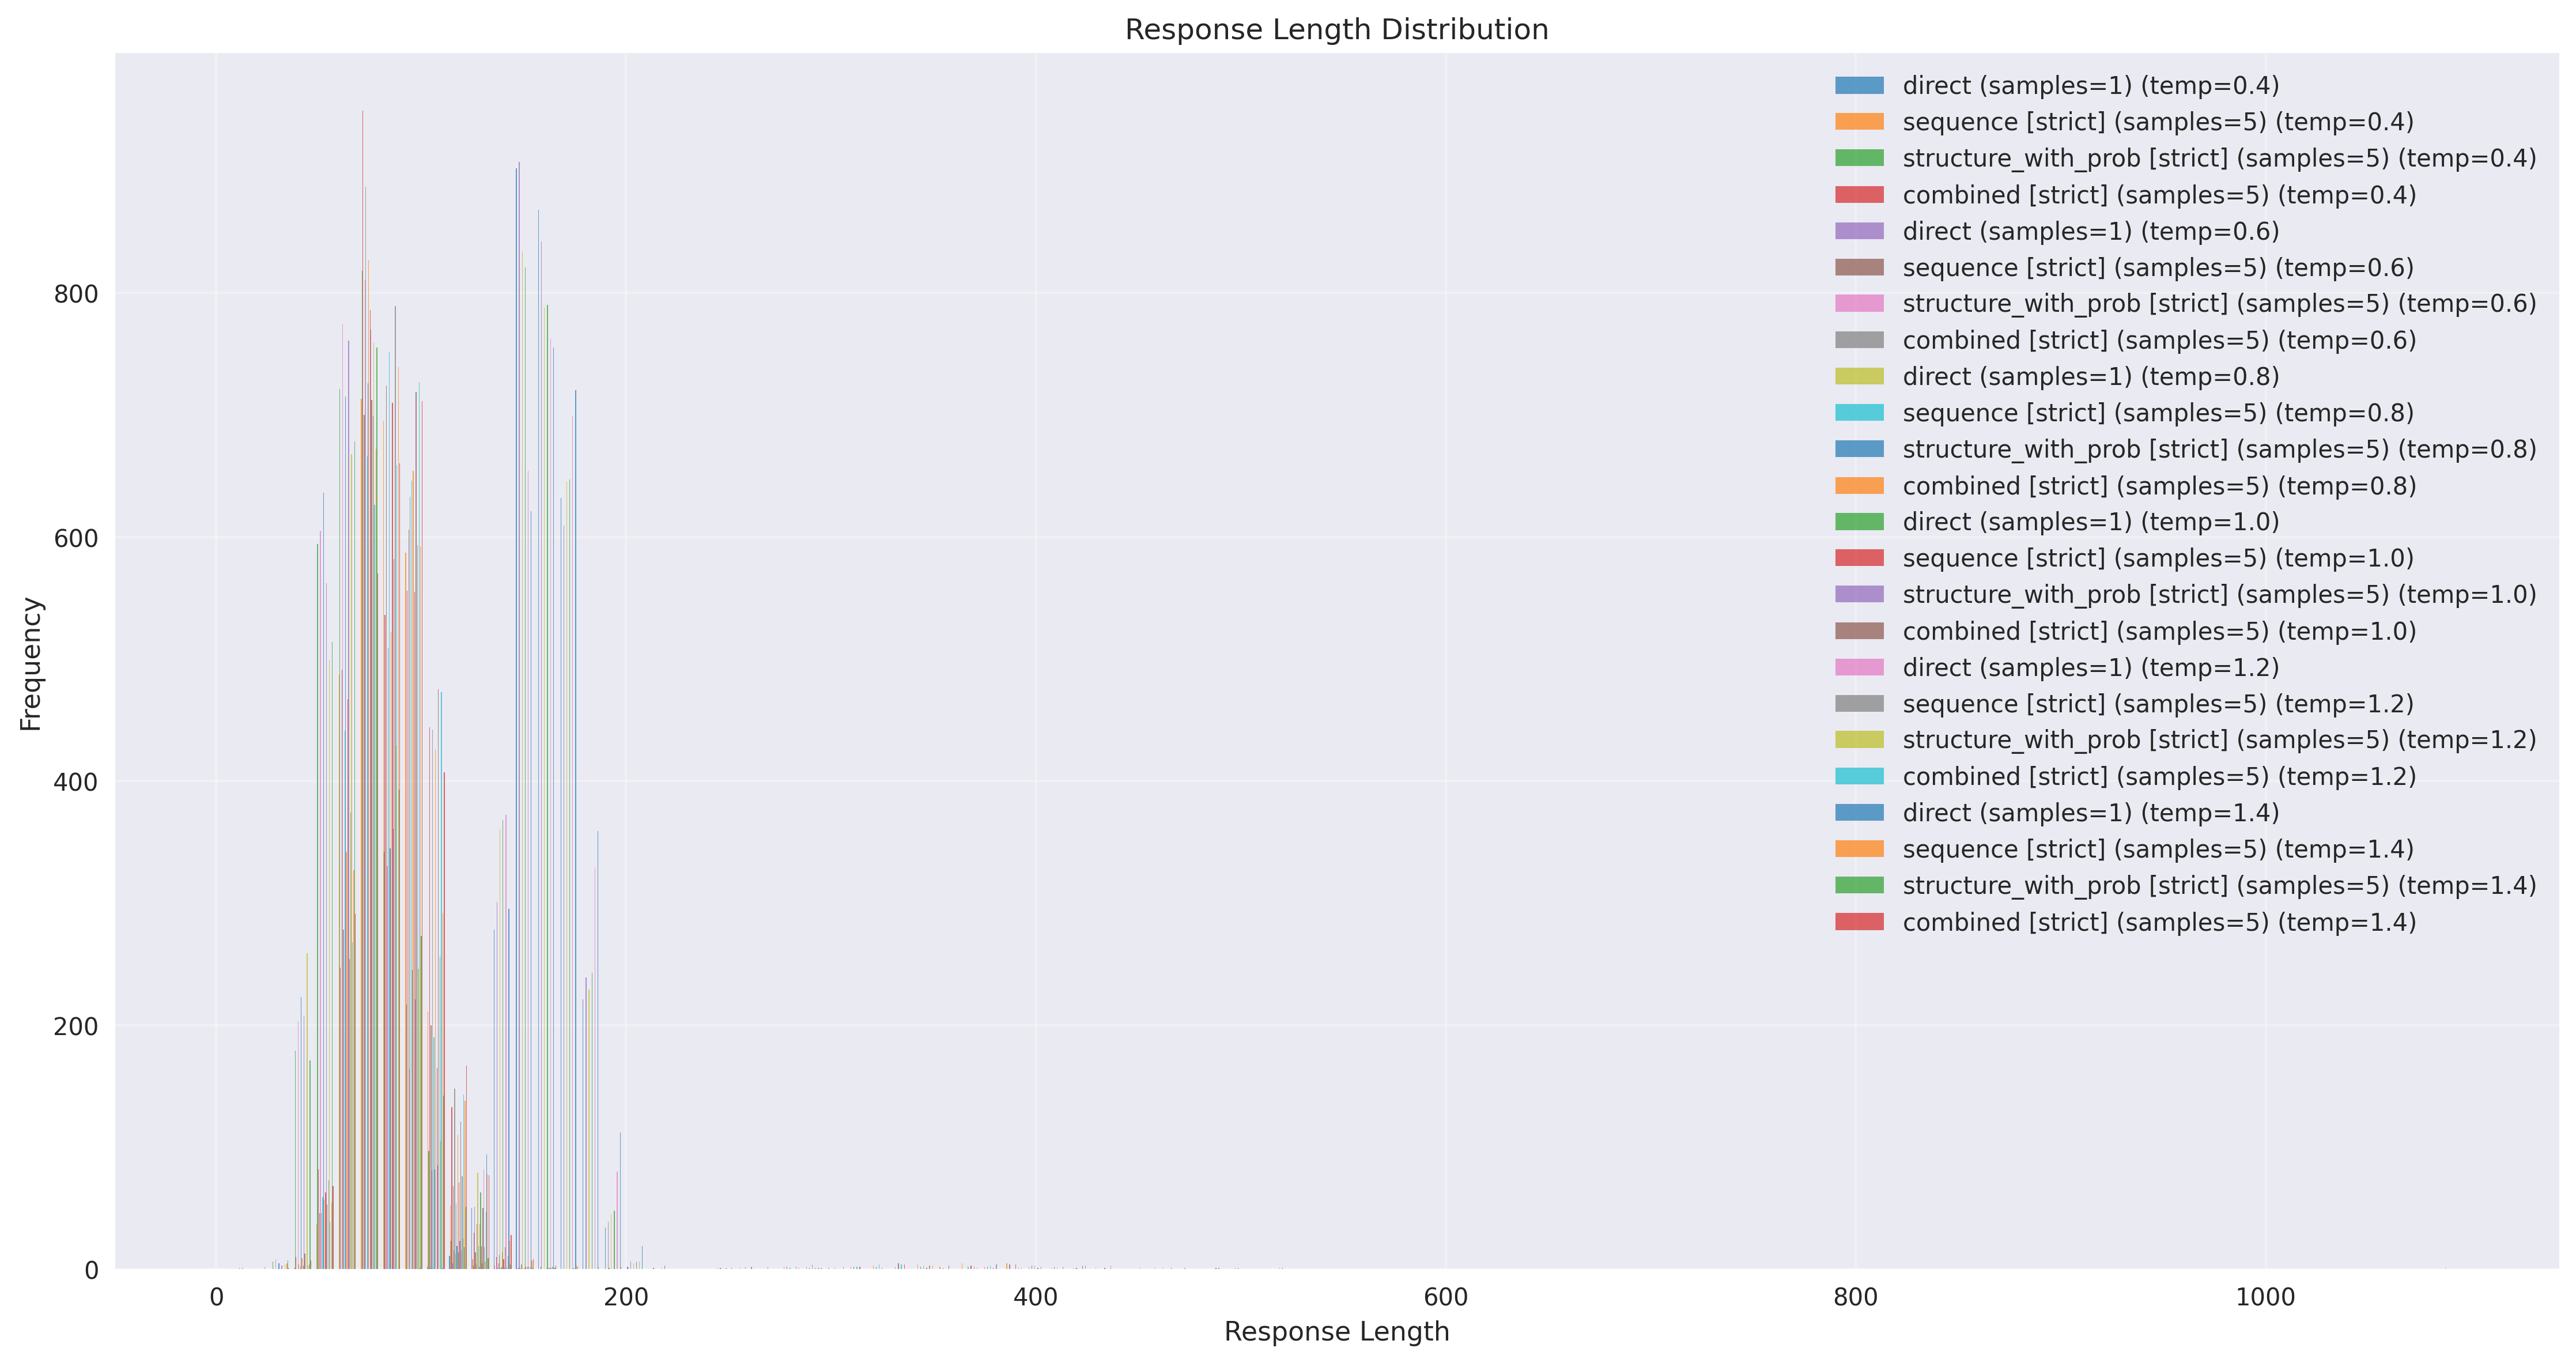 Response Length Distribution
direct (samples=1) (temp=0.4)
sequence [strict] (samples=5) (temp=0.4)
structure_with_prob [strict] (samples=5) (temp=0.4)
combined [strict] (samples=5) (temp=0.4)
direct (samples=1) (temp=0.6)
sequence [strict] (samples=5) (temp=0.6)
structure_with_prob [strict] (samples=5) (temp=0.6)
combined [strict] (samples=5) (temp=0.6)
direct (samples=1) (temp=0.8)
sequence [strict] (samples=5) (temp=0.8)
structure_with_prob [strict] (samples=5) (temp=0.8)
combined [strict] (samples=5) (temp=0.8)
direct (samples=1) (temp=1.0)
sequence [strict] (samples=5) (temp=1.0)
structure_with_prob [strict] (samples=5) (temp=1.0)
combined [strict] (samples=5) (temp=1.0)
direct (samples=1) (temp=1.2)
sequence [strict] (samples=5) (temp=1.2)
structure_with_prob [strict] (samples=5) (temp=1.2)
combined [strict] (samples=5) (temp=1.2)
direct (samples=1) (temp=1.4)
sequence [strict] (samples=5) (temp=1.4)
structure_with_prob [strict] (samples=5) (temp=1.4)
combined [strict] (samples=5) (temp=1.4)
Frequency
800
600
400
200
0
0 200 400 600 800 1000
Response Length